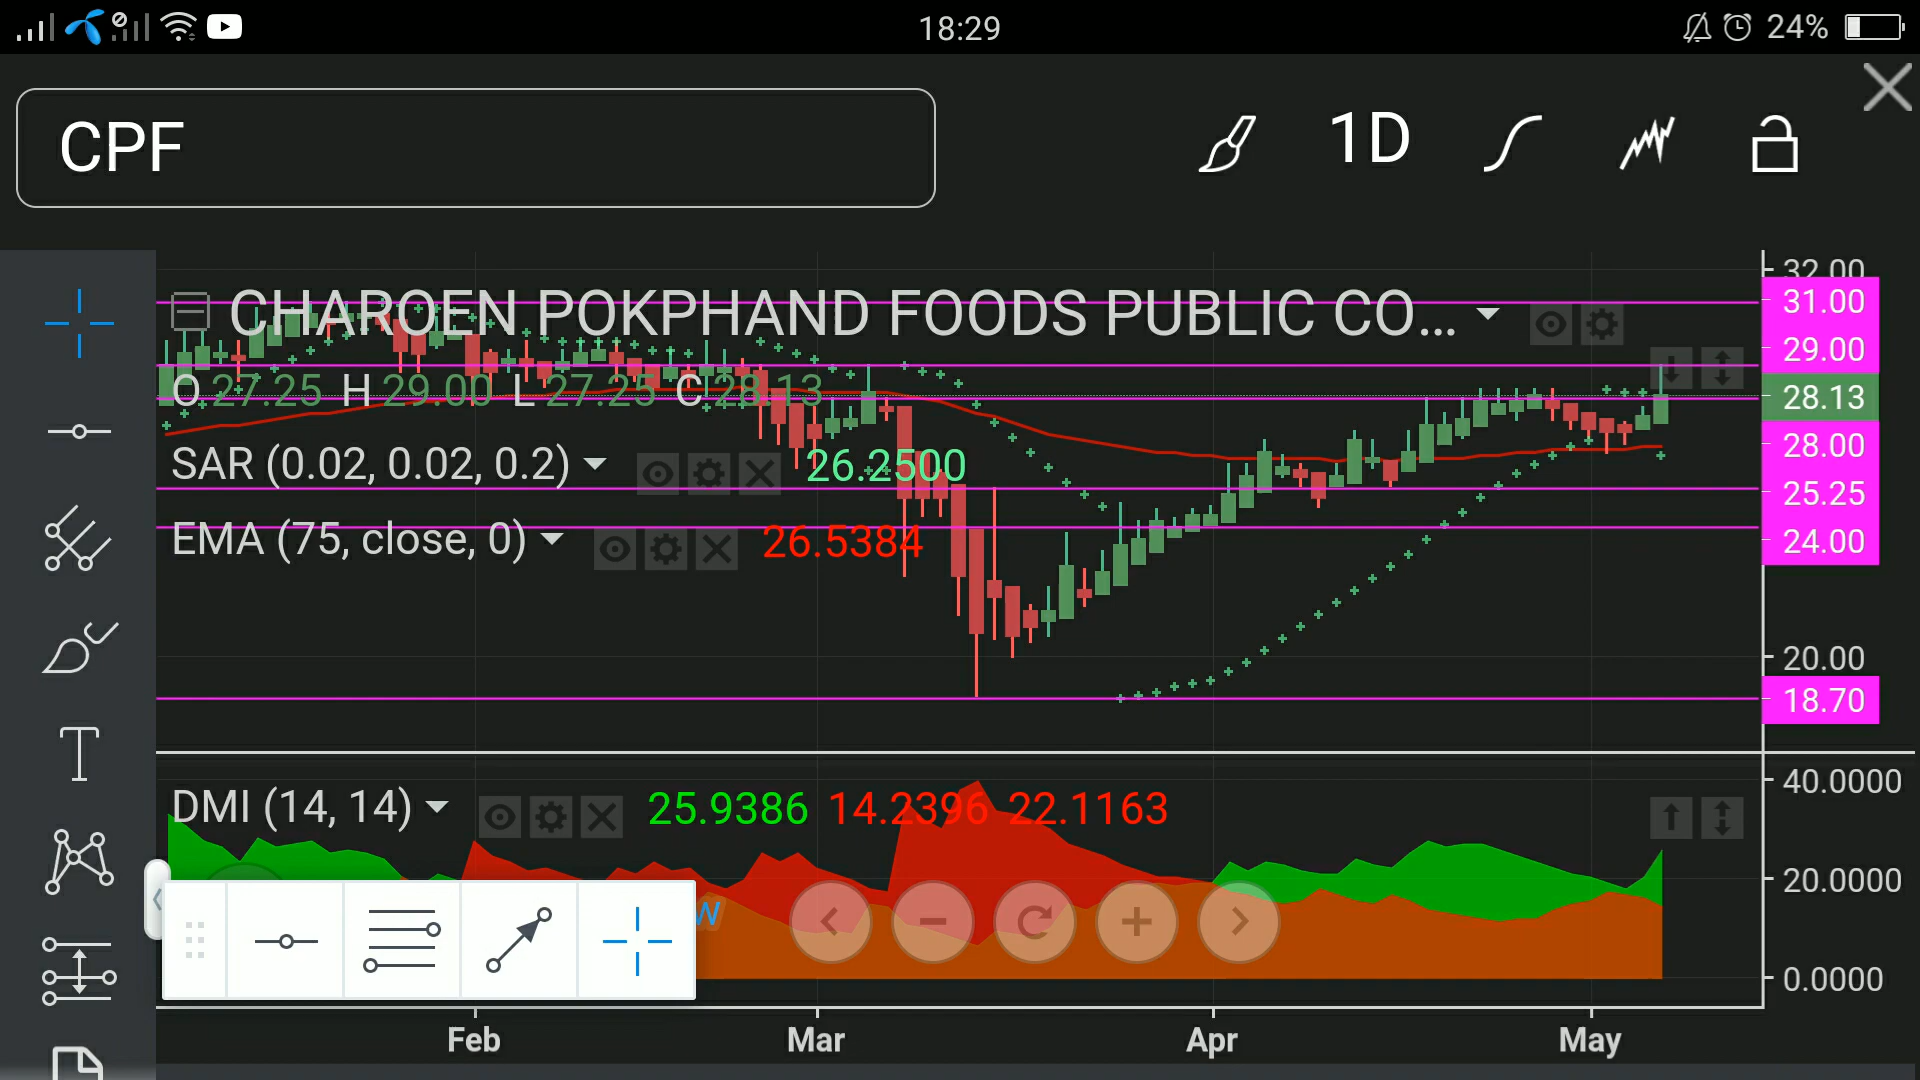 18:29
24%
CPF
1D
CHAROEN POKPHAND FOODS PUBLIC CO...
O 27.25 H 29.00 L 27.25 C 28.13
SAR (0.02, 0.02, 0.2) 26.2500
EMA (75, close, 0) 26.5384
32.00
31.00
29.00
28.13
28.00
25.25
24.00
20.00
18.70
DMI (14, 14) 25.9386 14.2396 22.1163
40.0000
20.0000
0.0000
Feb Mar Apr May